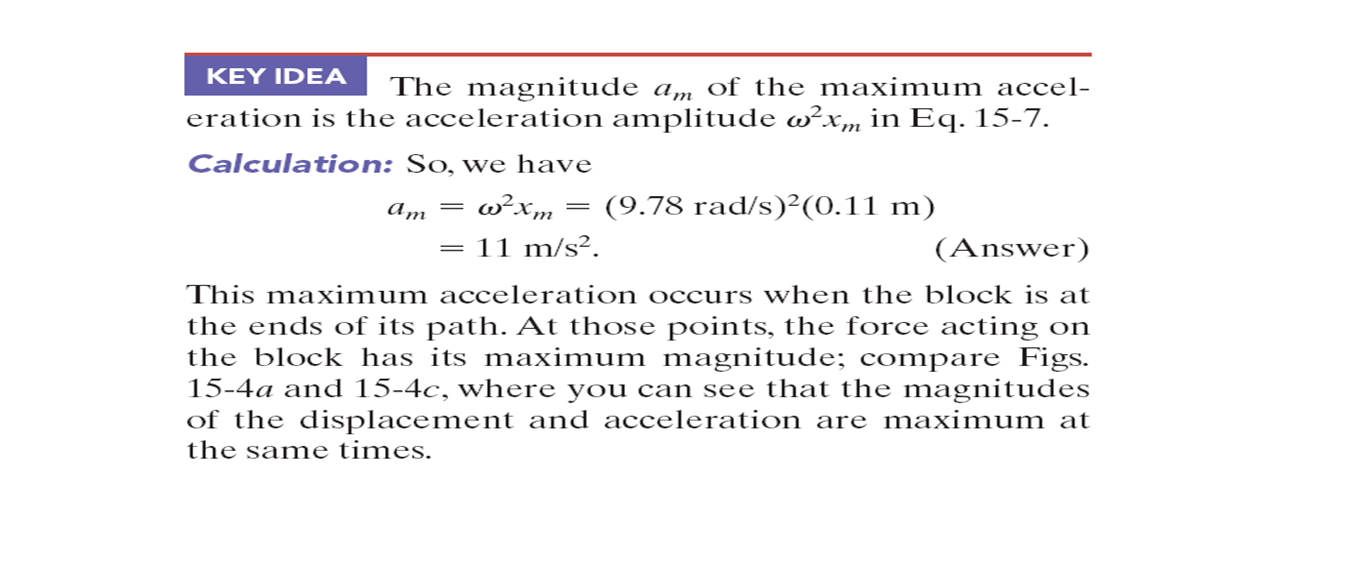 KEY IDEA The magnitude aₘ of the maximum accel-
eration is the acceleration amplitude ω²xₘ in Eq. 15-7.
Calculation: So, we have
aₘ = ω²xₘ = (9.78 rad/s)²(0.11 m)
= 11 m/s². (Answer)
This maximum acceleration occurs when the block is at
the ends of its path. At those points, the force acting on
the block has its maximum magnitude; compare Figs.
15-4a and 15-4c, where you can see that the magnitudes
of the displacement and acceleration are maximum at
the same times.